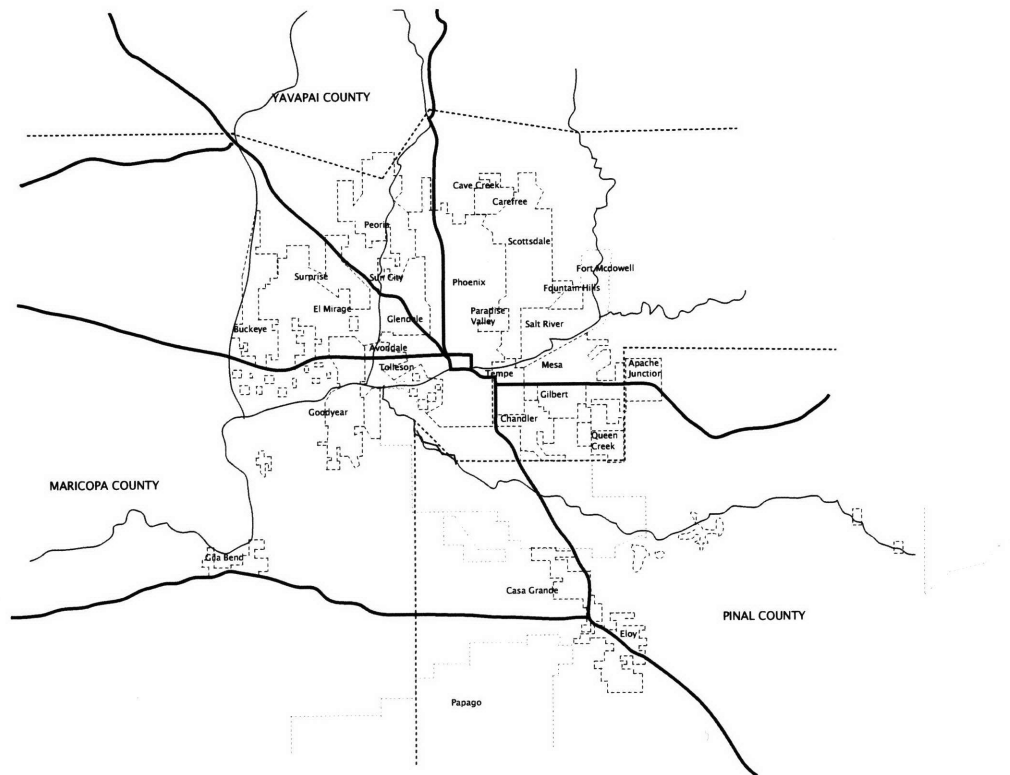 YAVAPAI COUNTY
Cave Creek
Carefree
Peoria
Scottsdale
Fort Mcdowell
Surprise
Sun City
Phoenix
Fountain Hills
El Mirage
Glendale
Paradise
Valley
Salt River
Buckeye
Avondale
Tolleson
Tempe
Mesa
Apache
Junction
Gilbert
Goodyear
Chandler
Queen
Creek
MARICOPA COUNTY
Gila Bend
Casa Grande
PINAL COUNTY
Eloy
Papago